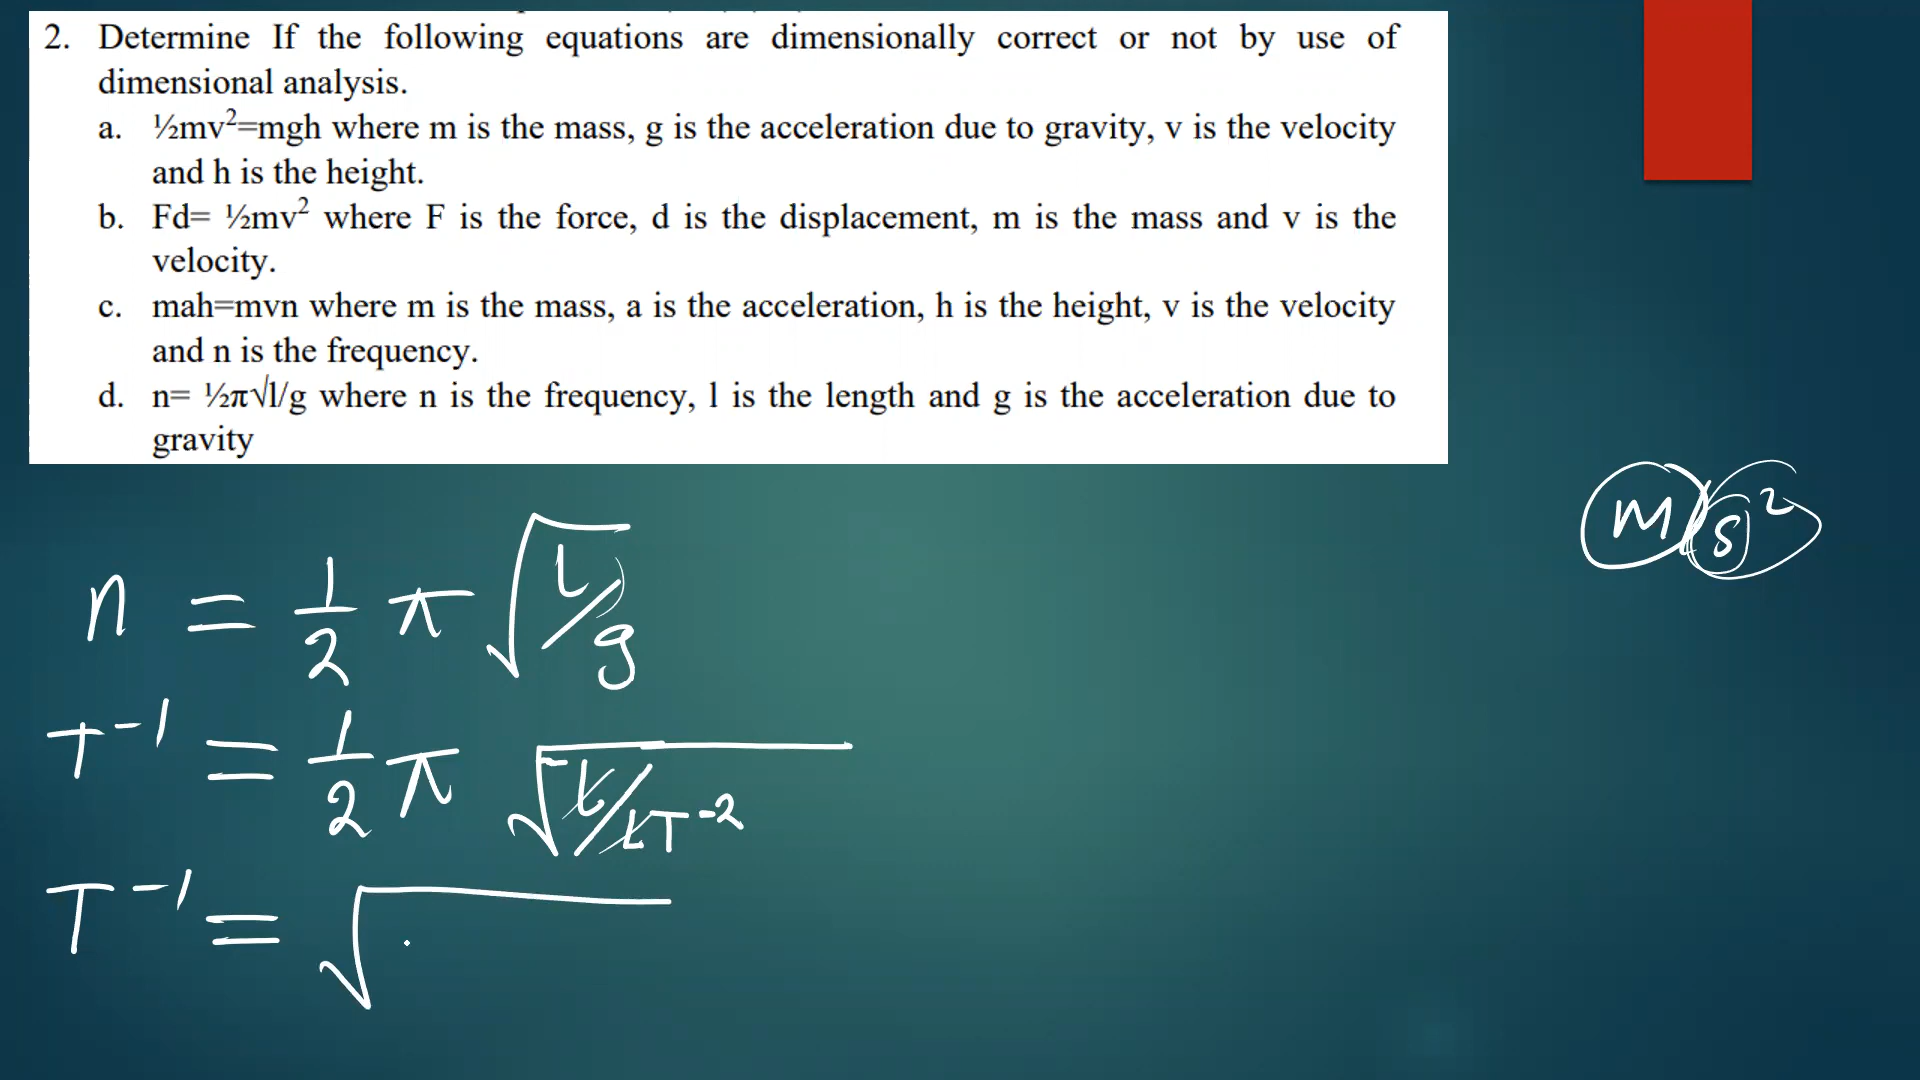 2. Determine If the following equations are dimensionally correct or not by use of
dimensional analysis.
a. ½mv²=mgh where m is the mass, g is the acceleration due to gravity, v is the velocity
and h is the height.
b. Fd= ½mv² where F is the force, d is the displacement, m is the mass and v is the
velocity.
c. mah=mvn where m is the mass, a is the acceleration, h is the height, v is the velocity
and n is the frequency.
d. n= ½π√l/g where n is the frequency, l is the length and g is the acceleration due to
gravity
m/s²
n = 1/2 π √l/g
T⁻¹ = 1/2 π √L/LT⁻²
T⁻¹ = √